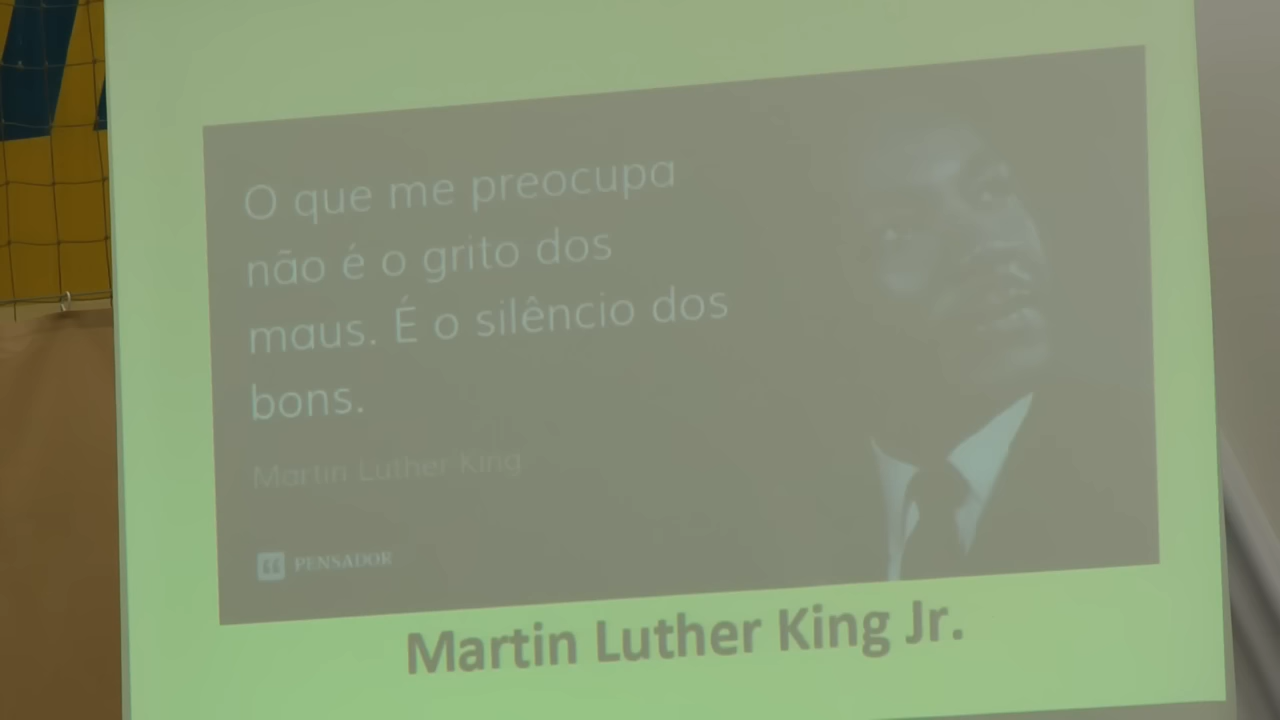 O que me preocupa
não é o grito dos
maus. É o silêncio dos
bons.
Martin Luther King
PENSADOR
Martin Luther King Jr.